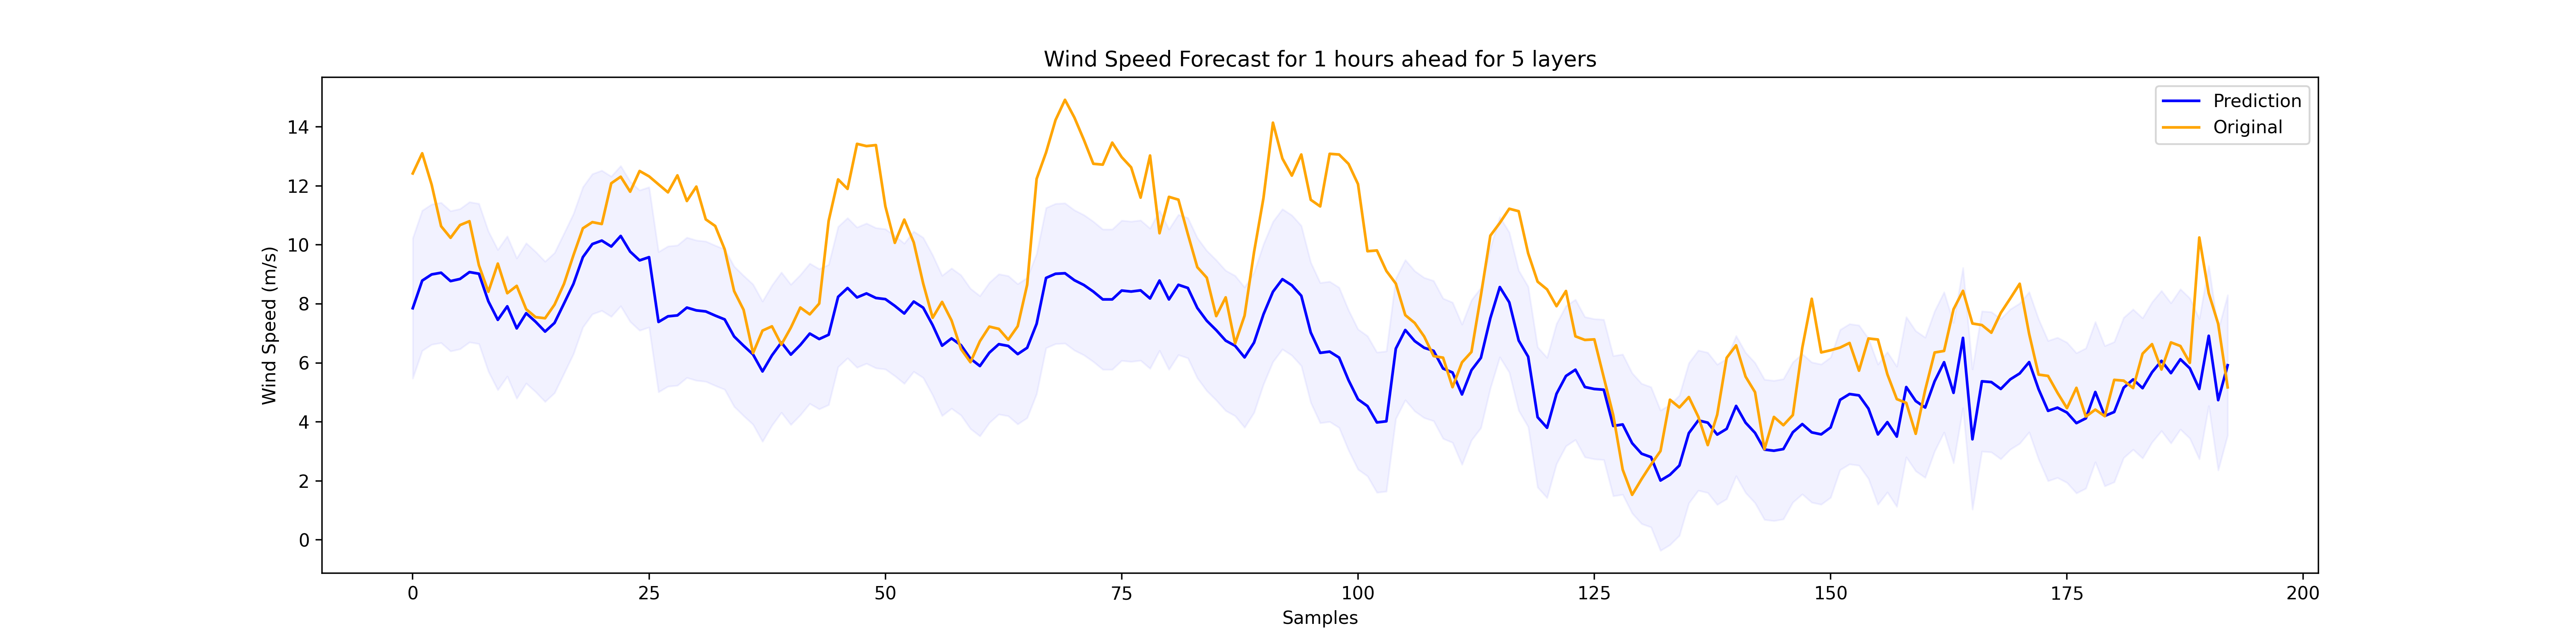 Wind Speed Forecast for 1 hours ahead for 5 layers
Prediction
Original
Wind Speed (m/s)
14
12
10
8
6
4
2
0
0 25 50 75 100 125 150 175 200
Samples